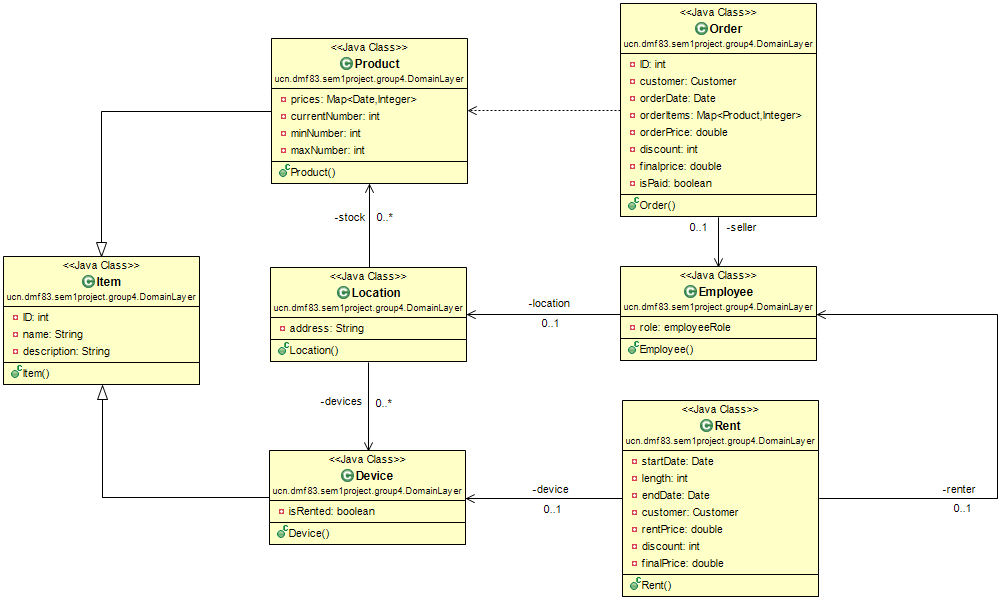 <<Java Class>>
Order
ucn.dmf83.sem1project.group4.DomainLayer
ID: int
customer: Customer
orderDate: Date
orderItems: Map<Product,Integer>
orderPrice: double
discount: int
finalprice: double
isPaid: boolean
Order()
<<Java Class>>
Product
ucn.dmf83.sem1project.group4.DomainLayer
prices: Map<Date,Integer>
currentNumber: int
minNumber: int
maxNumber: int
Product()
-stock 0..*
0..1 -seller
<<Java Class>>
Item
ucn.dmf83.sem1project.group4.DomainLayer
ID: int
name: String
description: String
Item()
<<Java Class>>
Location
ucn.dmf83.sem1project.group4.DomainLayer
address: String
Location()
-location
0..1
<<Java Class>>
Employee
ucn.dmf83.sem1project.group4.DomainLayer
role: employeeRole
Employee()
-devices 0..*
<<Java Class>>
Device
ucn.dmf83.sem1project.group4.DomainLayer
isRented: boolean
Device()
-device
0..1
<<Java Class>>
Rent
ucn.dmf83.sem1project.group4.DomainLayer
startDate: Date
length: int
endDate: Date
customer: Customer
rentPrice: double
discount: int
finalPrice: double
Rent()
-renter
0..1